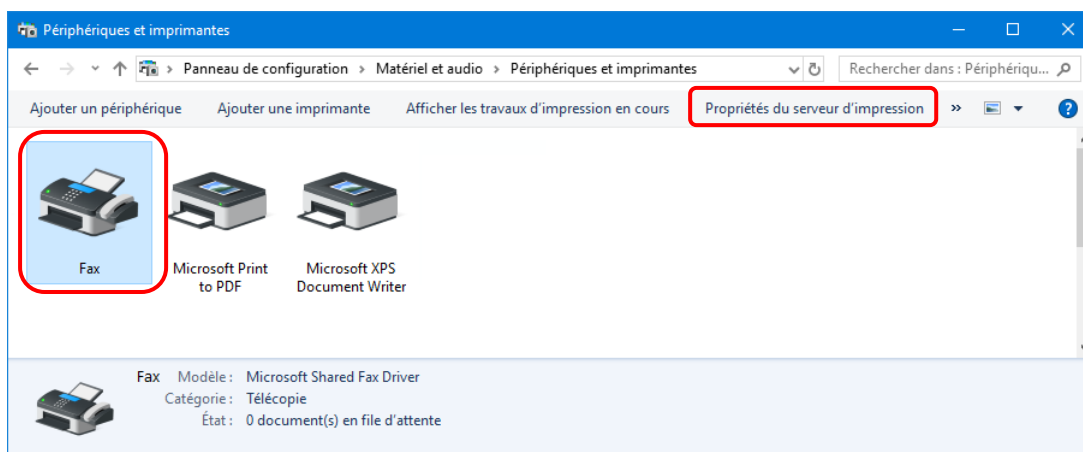 Périphériques et imprimantes
Panneau de configuration > Matériel et audio > Périphériques et imprimantes
Rechercher dans : Périphériqu...
Ajouter un périphérique
Ajouter une imprimante
Afficher les travaux d'impression en cours
Propriétés du serveur d'impression
»
?
Fax
Microsoft Print
to PDF
Microsoft XPS
Document Writer
Fax Modèle : Microsoft Shared Fax Driver
Catégorie : Télécopie
État : 0 document(s) en file d'attente